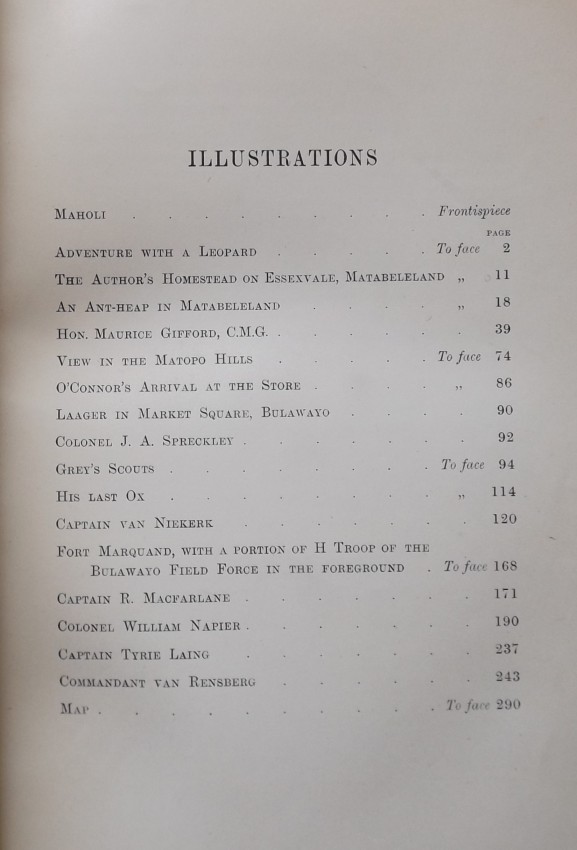 ILLUSTRATIONS
MAHOLI . . . . . . . . . Frontispiece
PAGE
ADVENTURE WITH A LEOPARD . . . . . To face 2
THE AUTHOR'S HOMESTEAD ON ESSEXVALE, MATABELELAND „ 11
AN ANT-HEAP IN MATABELELAND . . . . „ 18
HON. MAURICE GIFFORD, C.M.G. . . . . . . 39
VIEW IN THE MATOPO HILLS . . . . . To face 74
O'CONNOR'S ARRIVAL AT THE STORE . . . . „ 86
LAAGER IN MARKET SQUARE, BULAWAYO . . . . 90
COLONEL J. A. SPRECKLEY . . . . . . . 92
GREY'S SCOUTS . . . . . . . . To face 94
HIS LAST OX . . . . . . . . „ 114
CAPTAIN VAN NIEKERK . . . . . . . 120
FORT MARQUAND, WITH A PORTION OF H TROOP OF THE
BULAWAYO FIELD FORCE IN THE FOREGROUND . To face 168
CAPTAIN R. MACFARLANE . . . . . . . 171
COLONEL WILLIAM NAPIER . . . . . . . 190
CAPTAIN TYRIE LAING . . . . . . . 237
COMMANDANT VAN RENSBERG . . . . . . 243
MAP . . . . . . . . . . To face 290